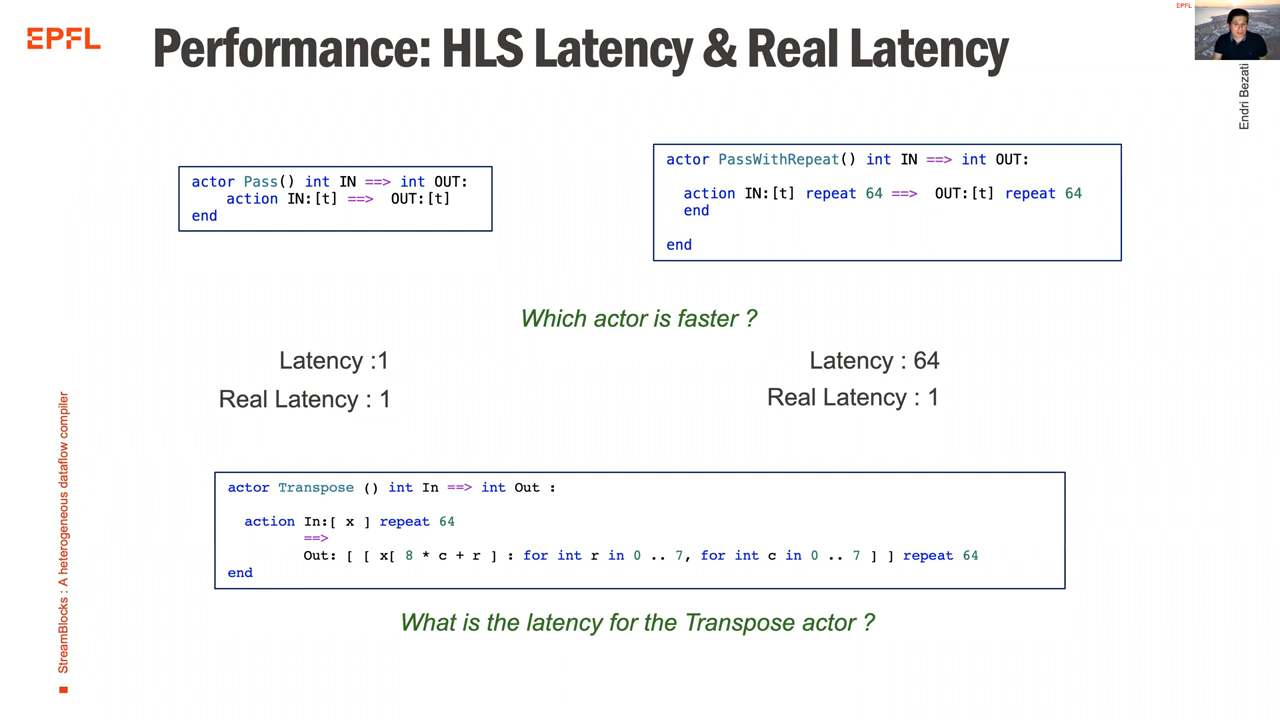 EPFL
Performance: HLS Latency & Real Latency
EPFL
Endri Bezati
actor Pass() int IN ==> int OUT:
action IN:[t] ==> OUT:[t]
end
actor PassWithRepeat() int IN ==> int OUT:
action IN:[t] repeat 64 ==> OUT:[t] repeat 64
end
end
Which actor is faster ?
Latency :1
Real Latency : 1
Latency : 64
Real Latency : 1
actor Transpose () int In ==> int Out :
action In:[ x ] repeat 64
==>
Out: [ [ x[ 8 * c + r ] : for int r in 0 .. 7, for int c in 0 .. 7 ] ] repeat 64
end
What is the latency for the Transpose actor ?
StreamBlocks : A heterogeneous dataflow compiler